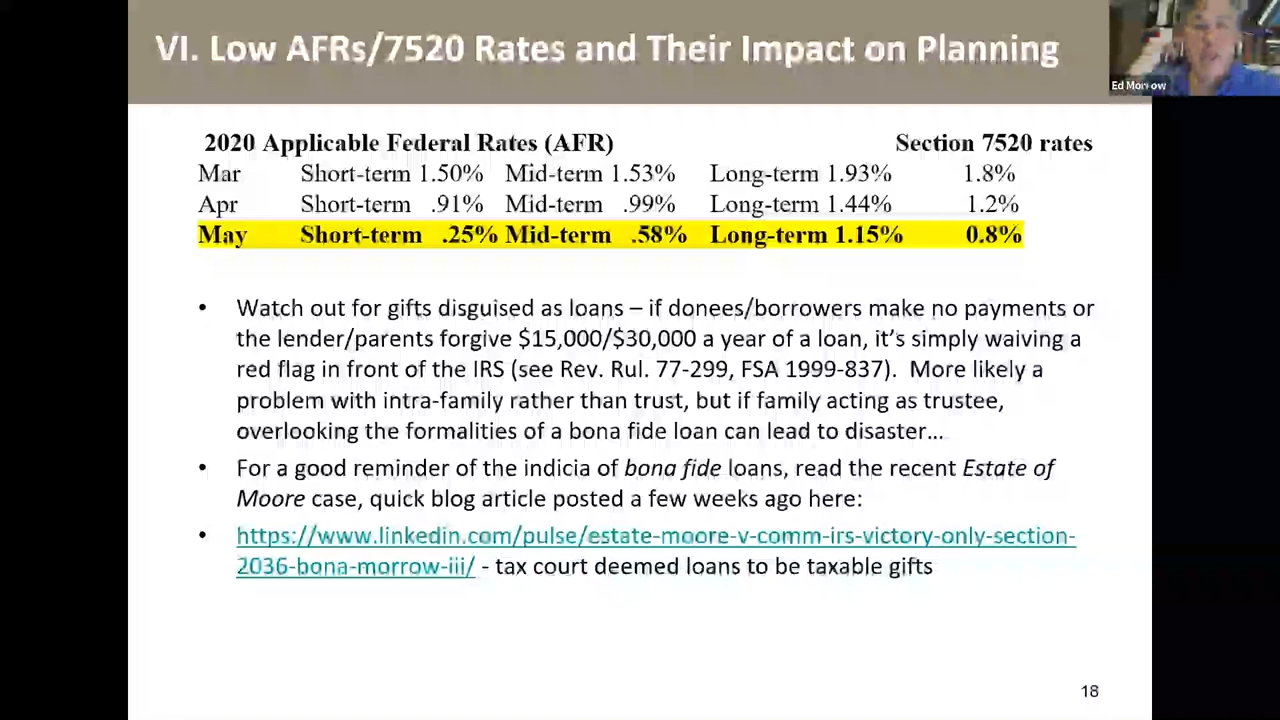 VI. Low AFRs/7520 Rates and Their Impact on Planning
Ed Morrow
2020 Applicable Federal Rates (AFR) Section 7520 rates
Mar Short-term 1.50% Mid-term 1.53% Long-term 1.93% 1.8%
Apr Short-term .91% Mid-term .99% Long-term 1.44% 1.2%
May Short-term .25% Mid-term .58% Long-term 1.15% 0.8%
• Watch out for gifts disguised as loans – if donees/borrowers make no payments or
the lender/parents forgive $15,000/$30,000 a year of a loan, it's simply waiving a
red flag in front of the IRS (see Rev. Rul. 77-299, FSA 1999-837). More likely a
problem with intra-family rather than trust, but if family acting as trustee,
overlooking the formalities of a bona fide loan can lead to disaster…
• For a good reminder of the indicia of bona fide loans, read the recent Estate of
Moore case, quick blog article posted a few weeks ago here:
• https://www.linkedin.com/pulse/estate-moore-v-comm-irs-victory-only-section-
2036-bona-morrow-iii/ - tax court deemed loans to be taxable gifts
18